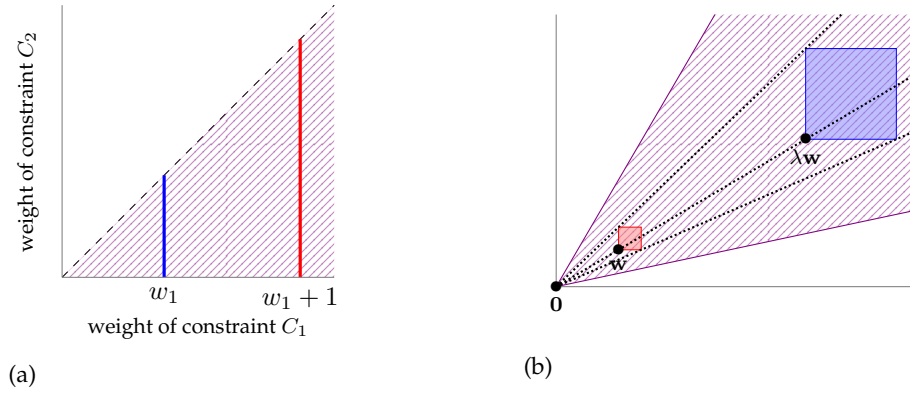 weight of constraint C₂
w₁
w₁ + 1
weight of constraint C₁
(a)
λw
w
0
(b)